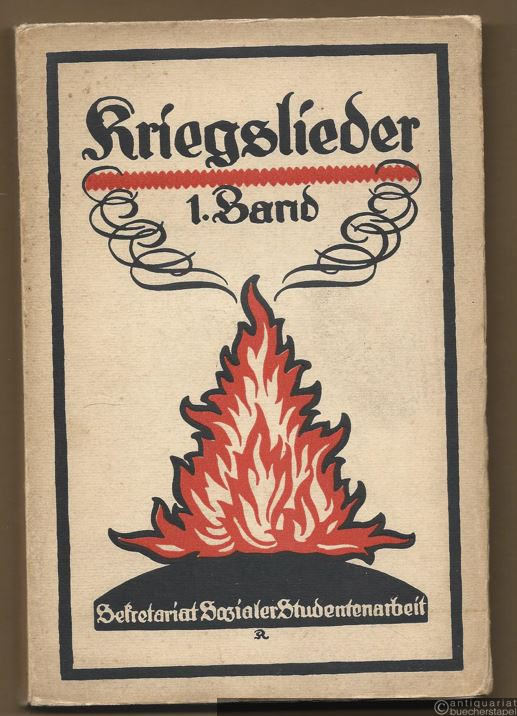 Kriegslieder
1. Band
Sekretariat Sozialer Studentenarbeit
©antiquariat
buecherstapel